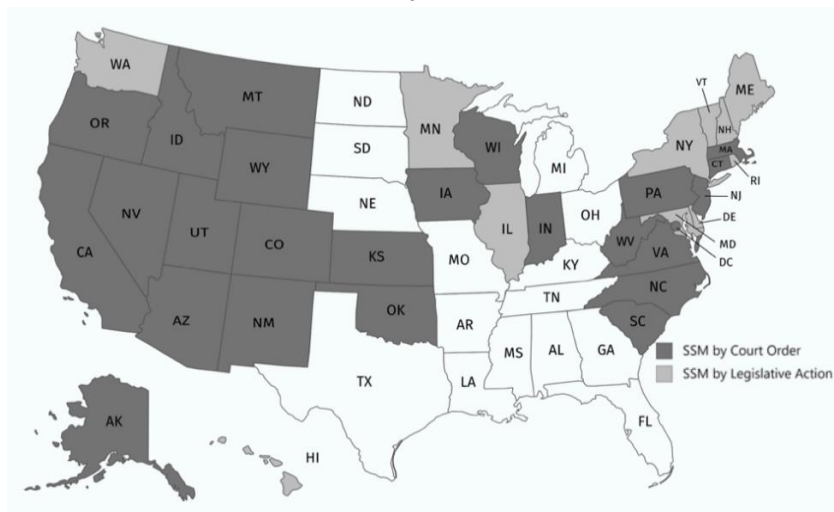 WA
OR
CA
NV
ID
MT
WY
UT
CO
AZ
NM
ND
SD
NE
KS
OK
TX
MN
IA
MO
AR
LA
WI
IL
MI
IN
OH
KY
TN
MS
AL
GA
FL
SC
NC
VA
WV
PA
NY
VT
NH
ME
MA
CT
RI
NJ
DE
MD
DC
AK
HI
SSM by Court Order
SSM by Legislative Action